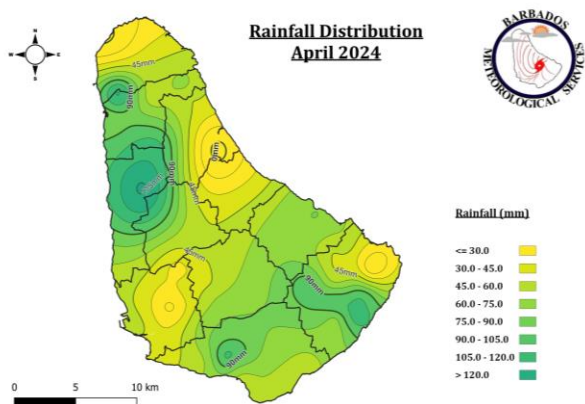 Rainfall Distribution
April 2024
BARBADOS
METEOROLOGICAL SERVICES
N
W
E
S
45mm
90mm
90mm
0mm
45mm
45mm
45mm
90mm
90mm
Rainfall (mm)
<= 30.0
30.0 - 45.0
45.0 - 60.0
60.0 - 75.0
75.0 - 90.0
90.0 - 105.0
105.0 - 120.0
> 120.0
0
5
10 km